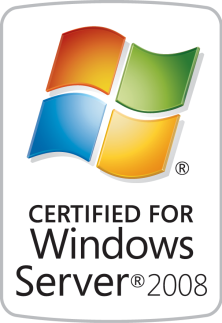 ®
CERTIFIED FOR
Windows
Server®2008